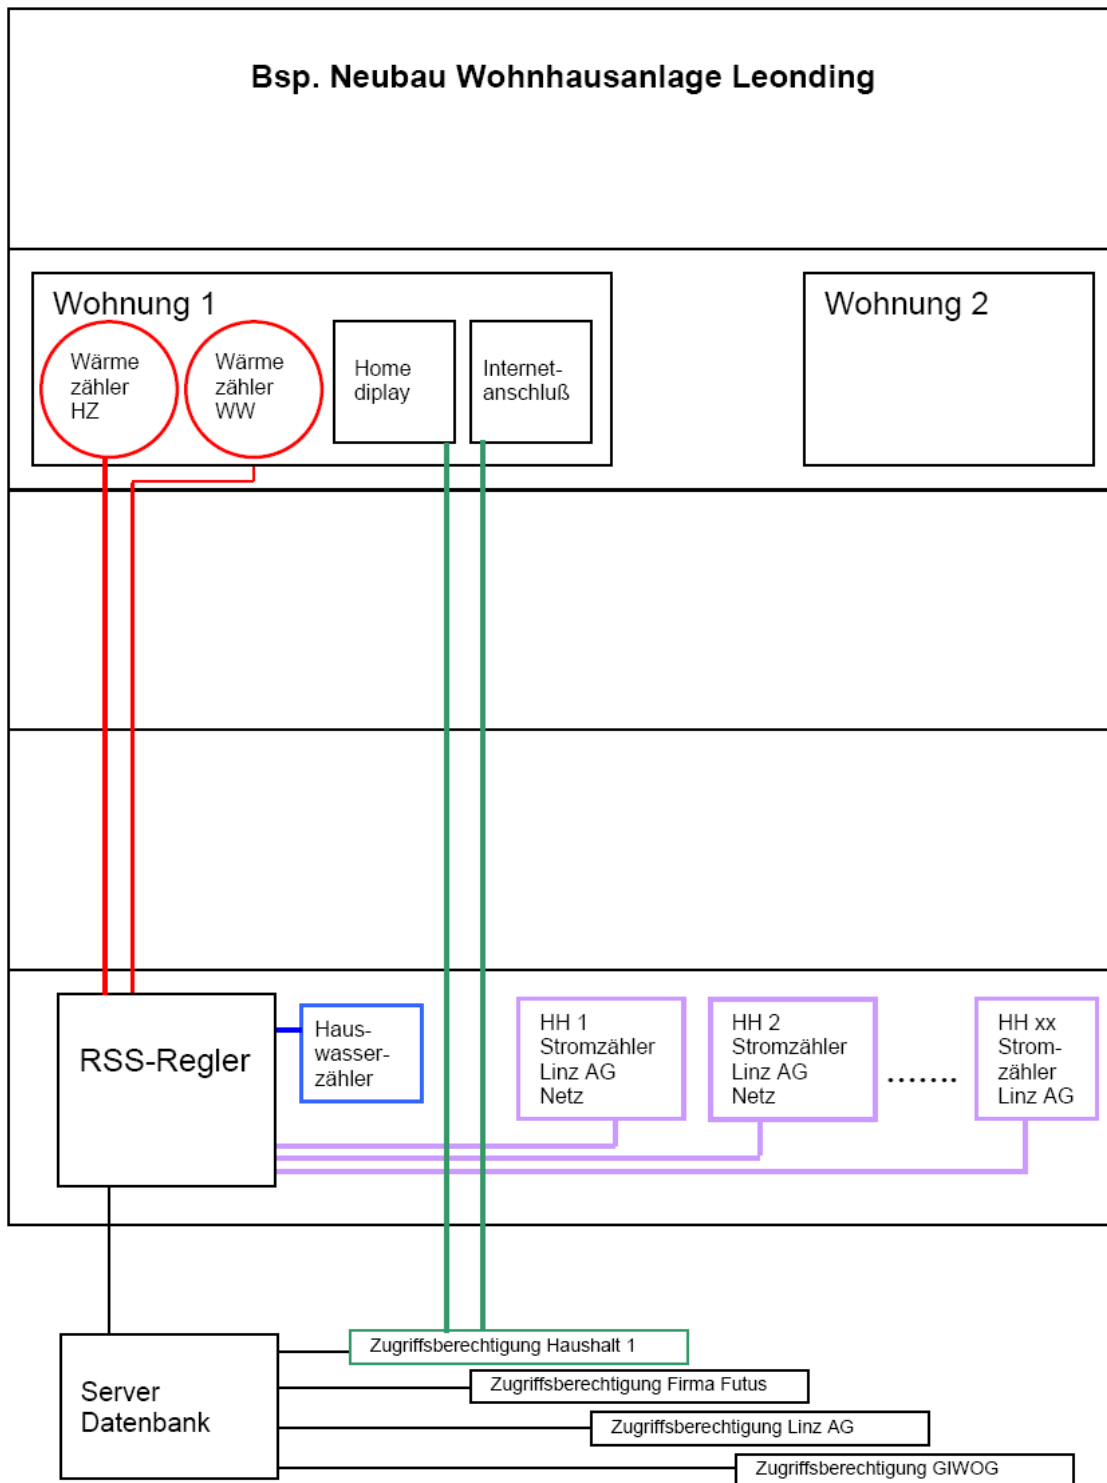 Bsp. Neubau Wohnhausanlage Leonding
Wohnung 1
Wärme
zähler
HZ
Wärme
zähler
WW
Home
diplay
Internet-
anschluß
Wohnung 2
RSS-Regler
Haus-
wasser-
zähler
HH 1
Stromzähler
Linz AG
Netz
HH 2
Stromzähler
Linz AG
Netz
.......
HH xx
Strom-
zähler
Linz AG
Server
Datenbank
Zugriffsberechtigung Haushalt 1
Zugriffsberechtigung Firma Futus
Zugriffsberechtigung Linz AG
Zugriffsberechtigung GIWOG